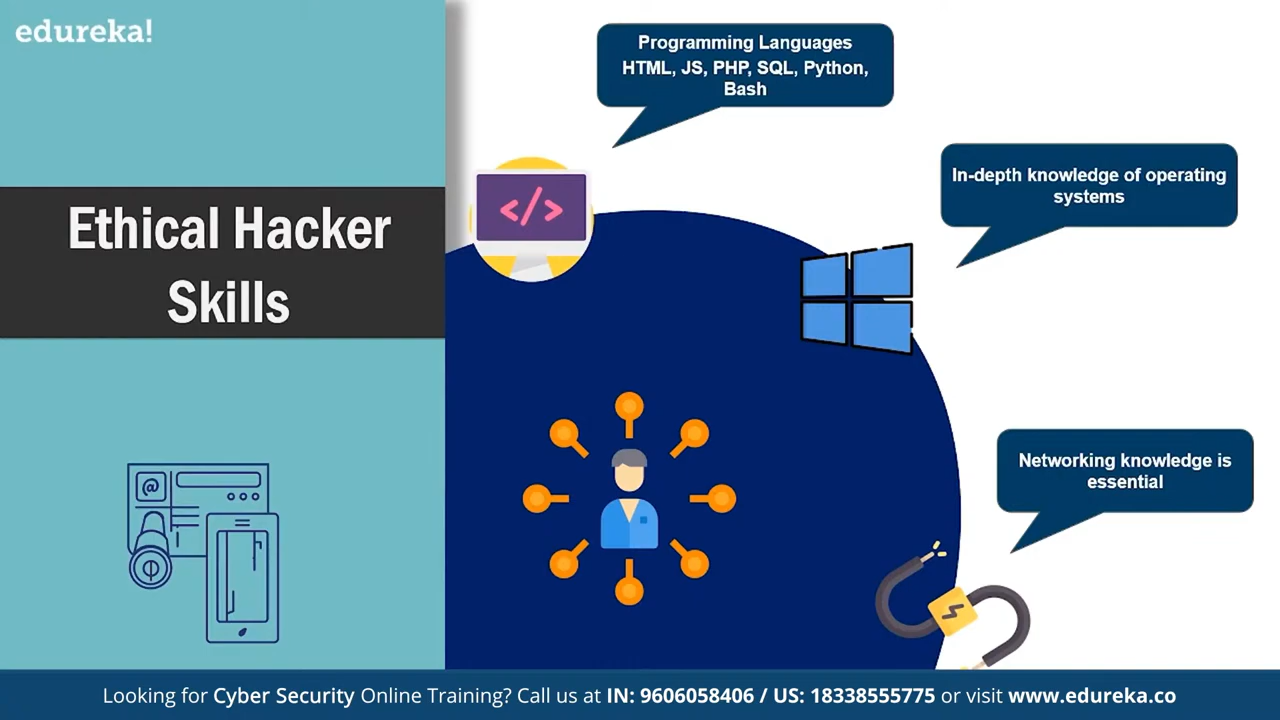 edureka!
Ethical Hacker
Skills
Programming Languages
HTML, JS, PHP, SQL, Python,
Bash
In-depth knowledge of operating
systems
Networking knowledge is
essential
@
</>
Looking for Cyber Security Online Training? Call us at IN: 9606058406 / US: 18338555775 or visit www.edureka.co